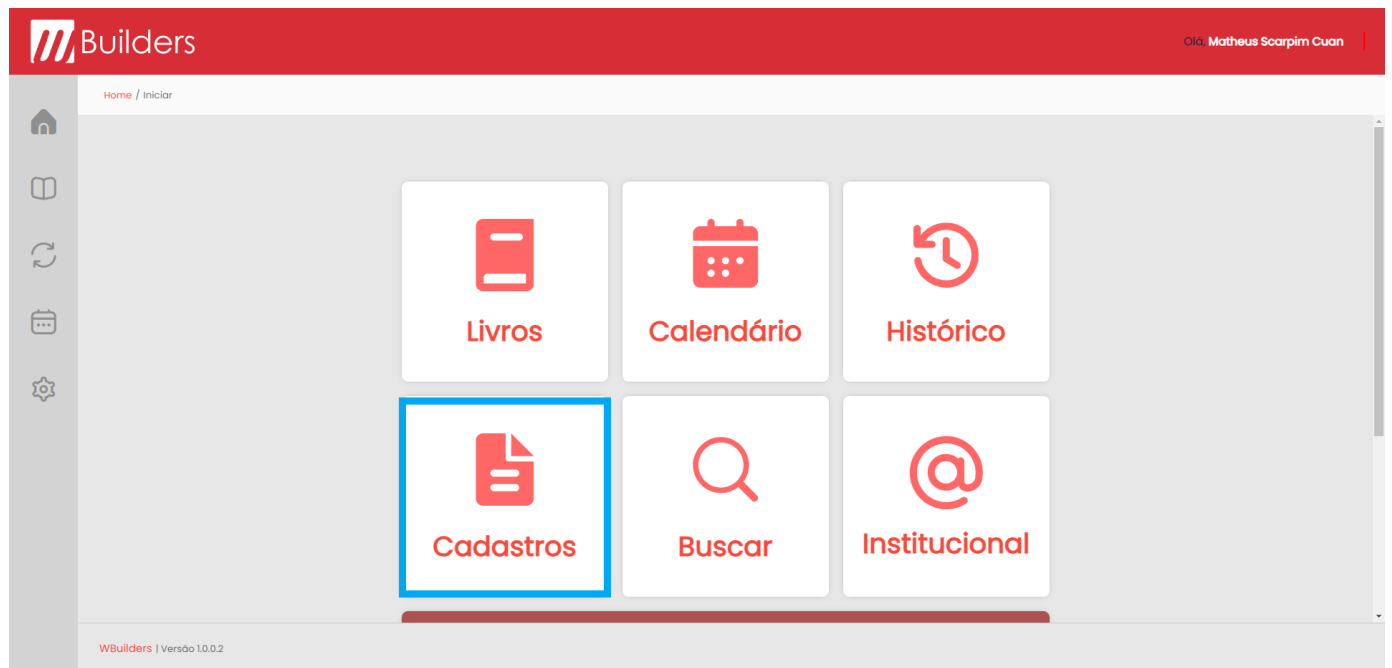 Builders
Olá, Matheus Scarpim Cuan
Home / Iniciar
Livros
Calendário
Histórico
Cadastros
Buscar
Institucional
WBuilders | Versão 1.0.0.2